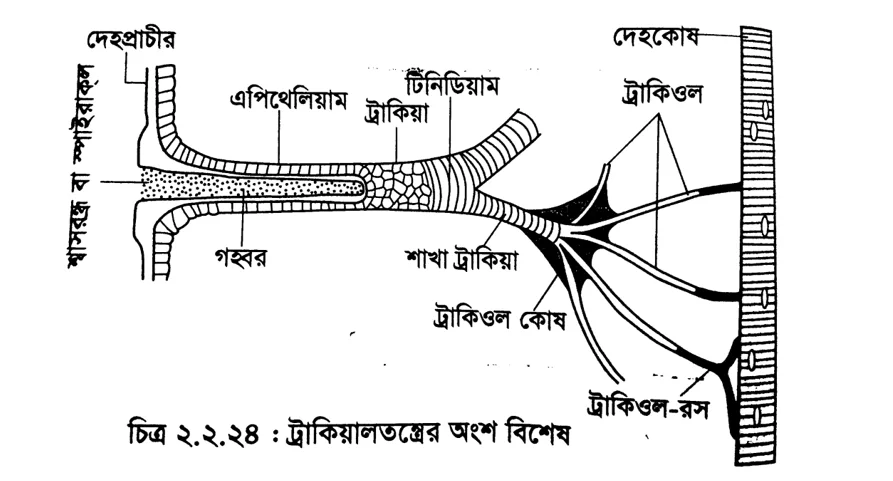 দেহপ্রাচীর
দেহকোষ
শ্বাসরন্ধ্র বা স্পাইরাকল
এপিথেলিয়াম
ট্রাকিয়া
টিনিডিয়াম
ট্রাকিওল
গহ্বর
শাখা ট্রাকিয়া
ট্রাকিওল কোষ
ট্রাকিওল-রস
চিত্র ২.২.২৪ : ট্রাকিয়ালতন্ত্রের অংশ বিশেষ